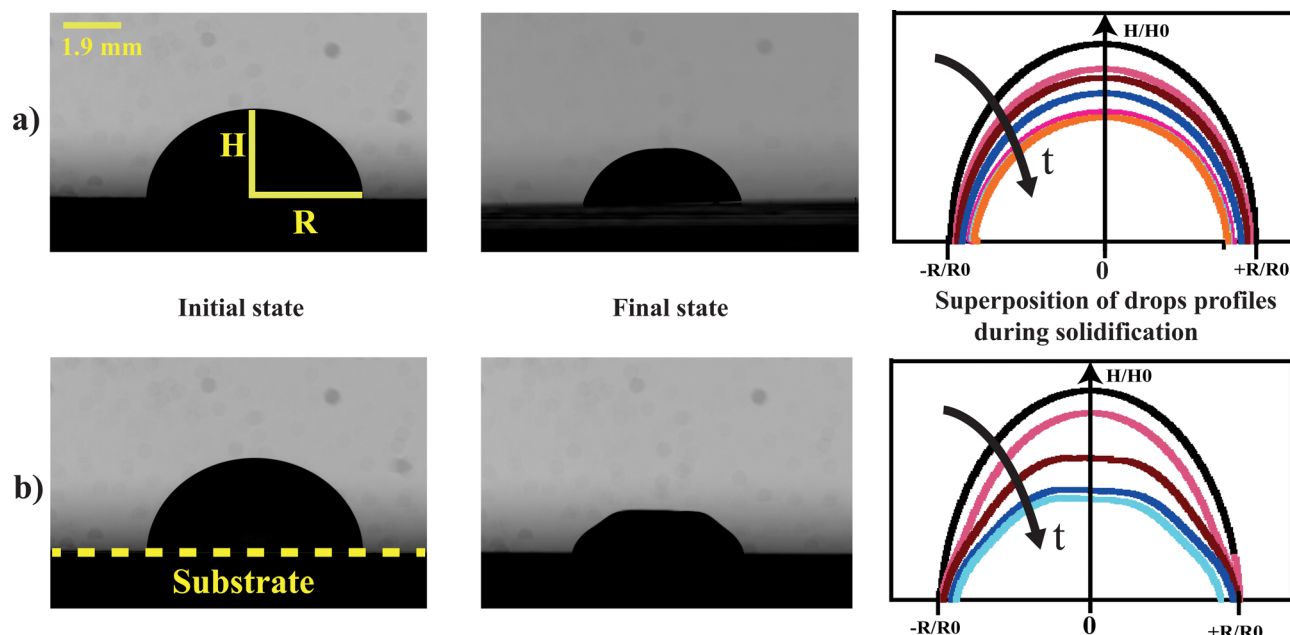 1.9 mm
a)
H
R
H/H0
t
-R/R0
0
+R/R0
Initial state
Final state
Superposition of drops profiles
during solidification
b)
Substrate
H/H0
t
-R/R0
0
+R/R0